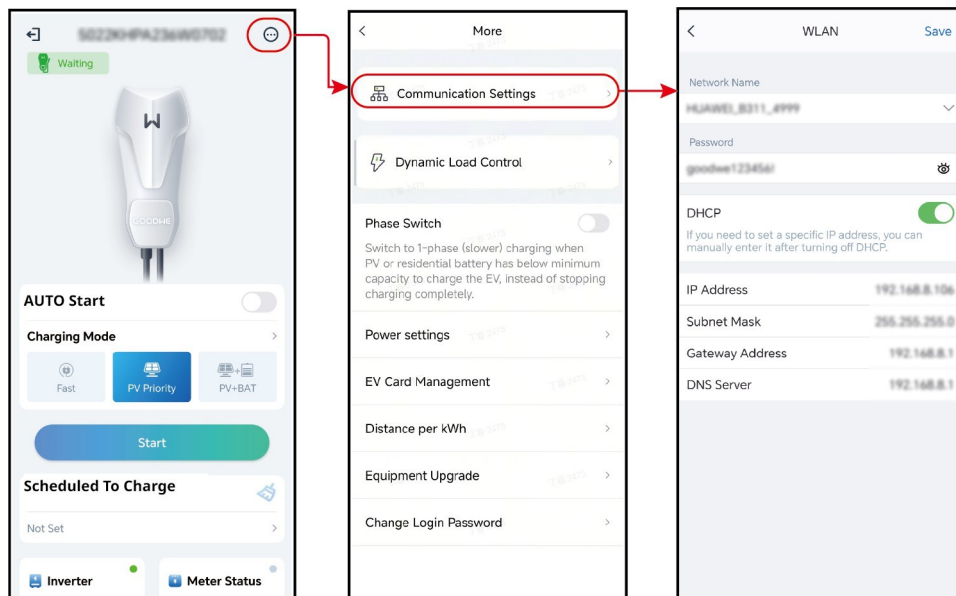 Waiting
W
GOODWE
AUTO Start
Charging Mode
Fast
PV Priority
PV+BAT
Start
Scheduled To Charge
Not Set
Inverter
Meter Status
More
Communication Settings
Dynamic Load Control
Phase Switch
Switch to 1-phase (slower) charging when
PV or residential battery has below minimum
capacity to charge the EV, instead of stopping
charging completely.
Power settings
EV Card Management
Distance per kWh
Equipment Upgrade
Change Login Password
WLAN
Save
Network Name
HUAWEI_B311_4999
Password
DHCP
If you need to set a specific IP address, you can
manually enter it after turning off DHCP.
IP Address
192.168.8.106
Subnet Mask
255.255.255.0
Gateway Address
192.168.8.1
DNS Server
192.168.8.1